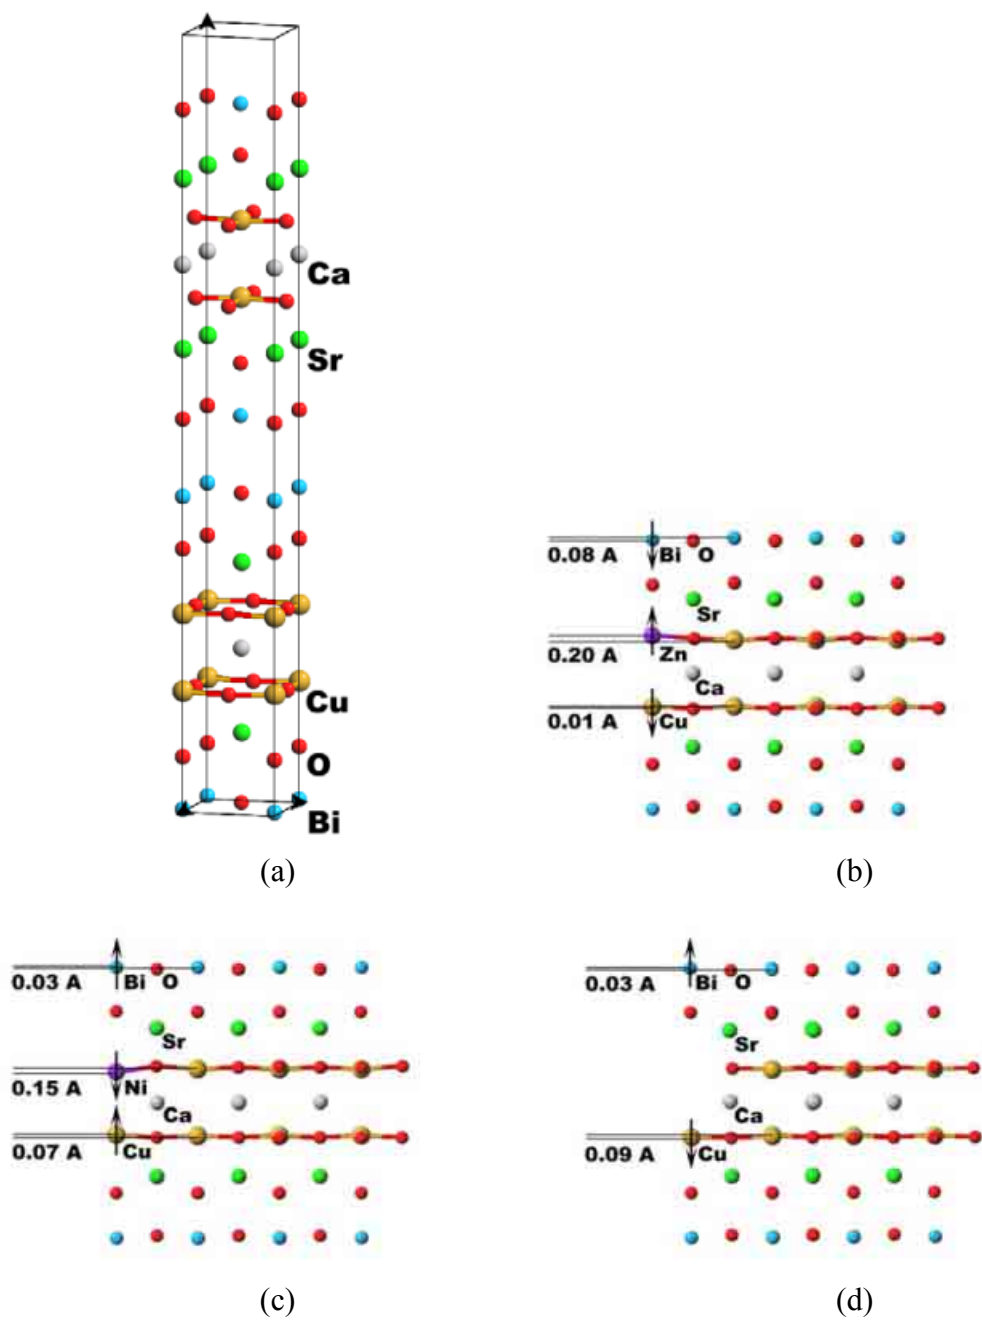 Ca
Sr
Cu
O
Bi
(a)
0.08 A Bi O
Sr
0.20 A Zn
Ca
0.01 A Cu
(b)
0.03 A Bi O
Sr
0.15 A Ni
Ca
0.07 A Cu
(c)
0.03 A Bi O
Sr
Ca
0.09 A Cu
(d)